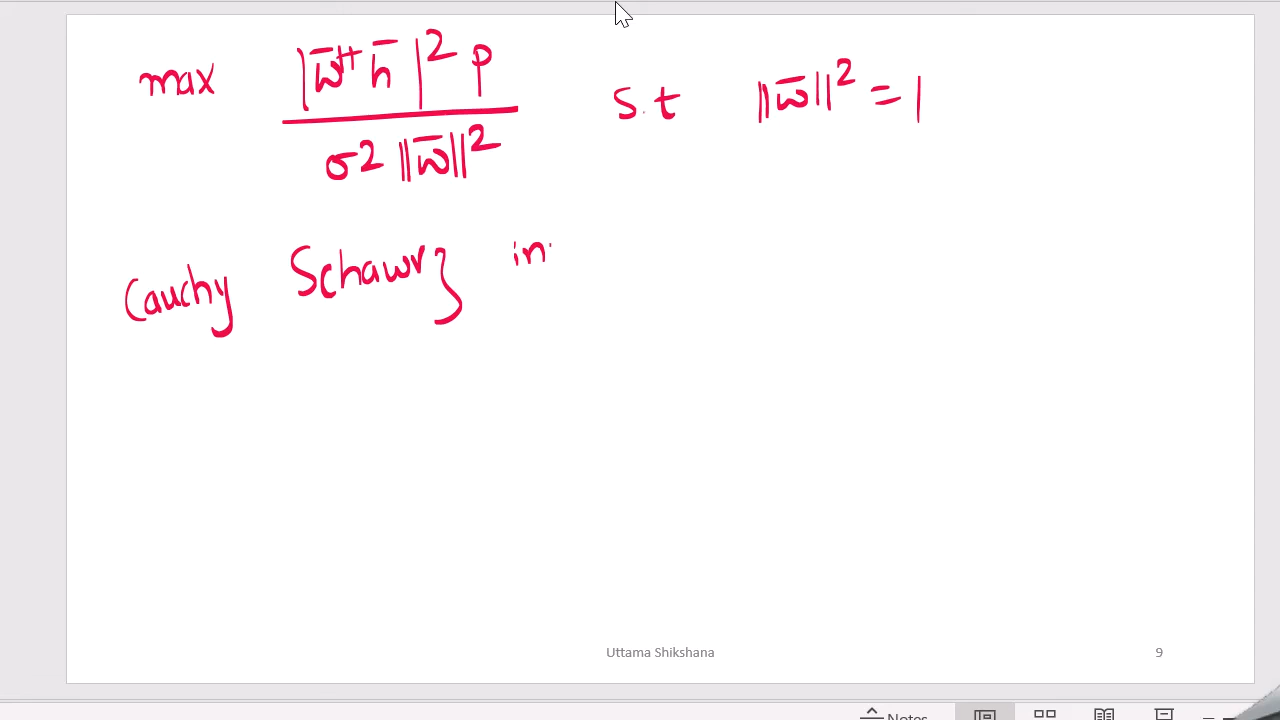 max |w̄ᴴ h̄|² P / σ2 ||w̄||² s.t ||w̄||² = 1
Cauchy Schawrz in
Uttama Shikshana 9
Notes